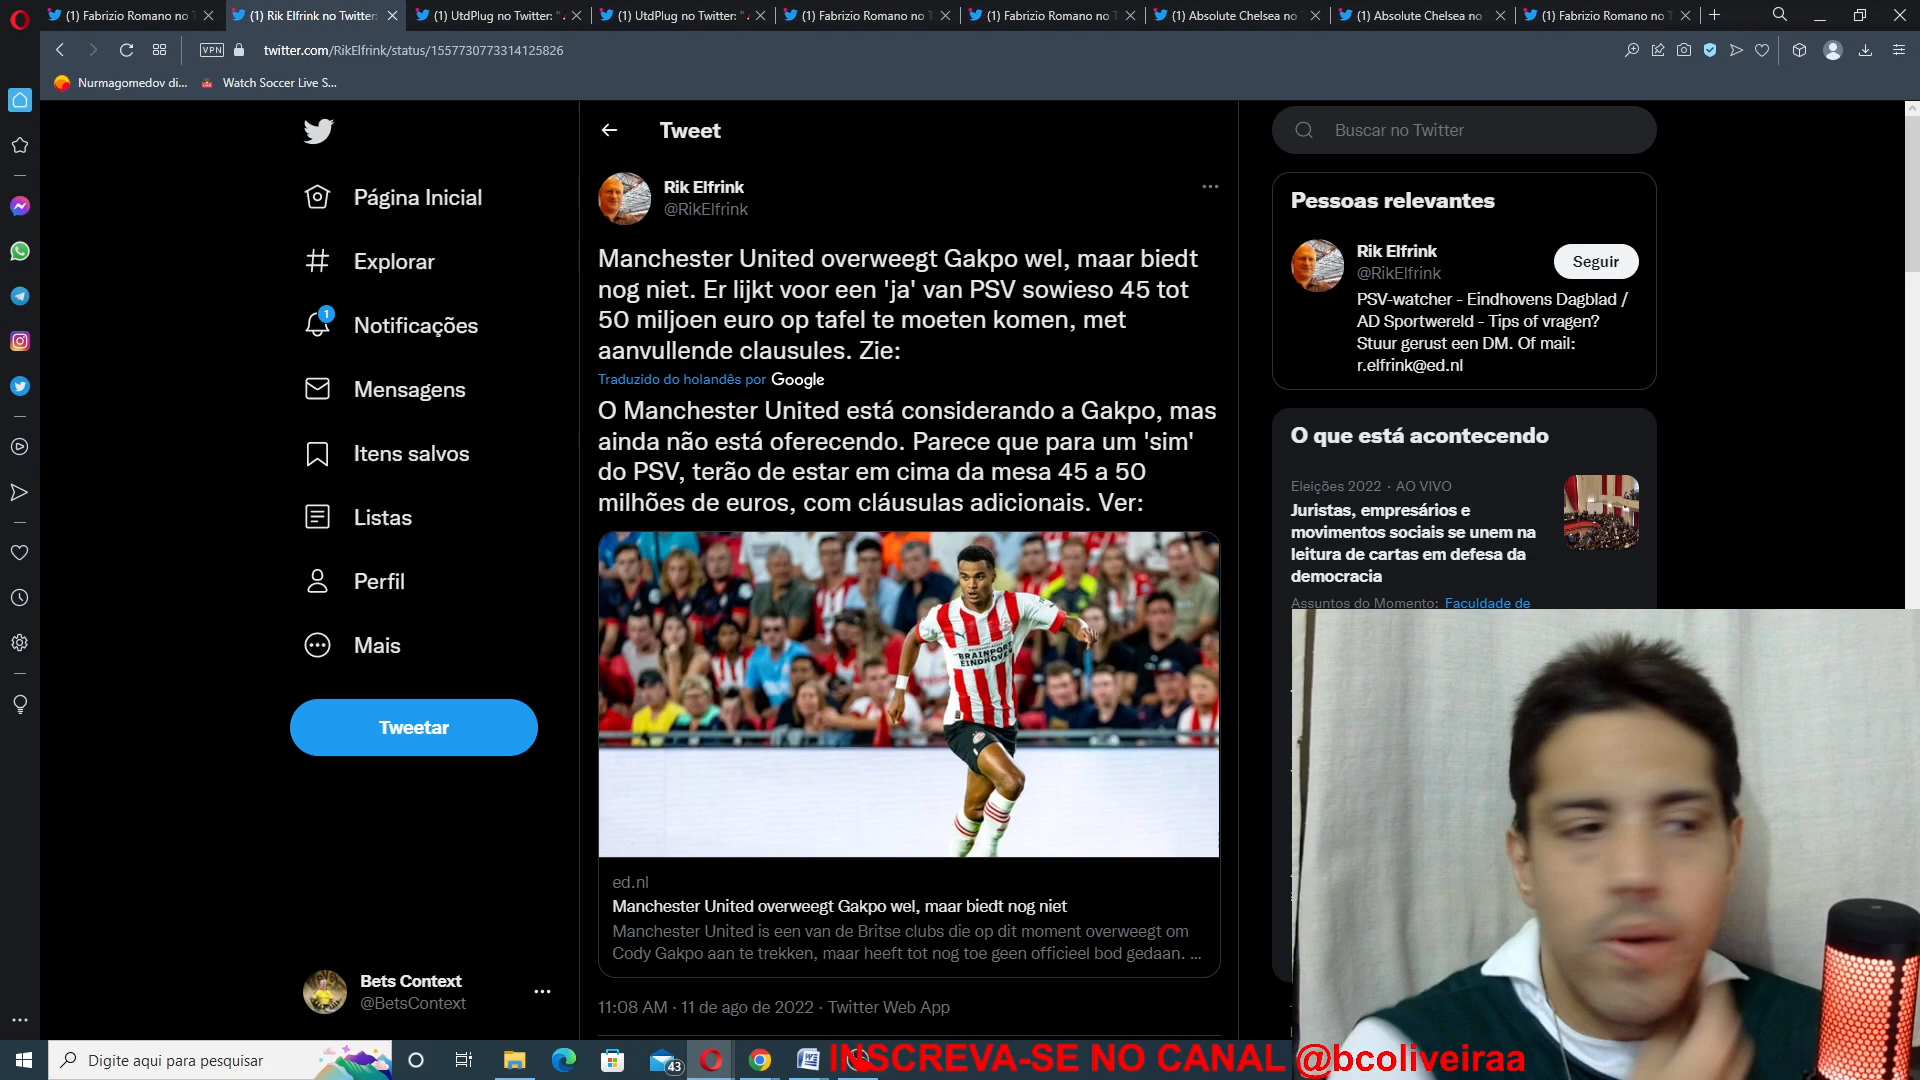 (1) Fabrizio Romano no T
(1) Rik Elfrink no Twitter:
(1) UtdPlug no Twitter: "
(1) UtdPlug no Twitter: "
(1) Fabrizio Romano no T
(1) Fabrizio Romano no T
(1) Absolute Chelsea no
(1) Absolute Chelsea no
(1) Fabrizio Romano no T
VPN
twitter.com/RikElfrink/status/1557730773314125826
Nurmagomedov di...
Watch Soccer Live S...
Página Inicial
Explorar
1
Notificações
Mensagens
Itens salvos
Listas
Perfil
Mais
Tweetar
Bets Context
@BetsContext
Tweet
Rik Elfrink
@RikElfrink
Manchester United overweegt Gakpo wel, maar biedt
nog niet. Er lijkt voor een 'ja' van PSV sowieso 45 tot
50 miljoen euro op tafel te moeten komen, met
aanvullende clausules. Zie:
Traduzido do holandês por Google
O Manchester United está considerando a Gakpo, mas
ainda não está oferecendo. Parece que para um 'sim'
do PSV, terão de estar em cima da mesa 45 a 50
milhões de euros, com cláusulas adicionais. Ver:
BRAINPORT
EINDHOVEN
ed.nl
Manchester United overweegt Gakpo wel, maar biedt nog niet
Manchester United is een van de Britse clubs die op dit moment overweegt om
Cody Gakpo aan te trekken, maar heeft tot nog toe geen officieel bod gedaan. ...
11:08 AM · 11 de ago de 2022 · Twitter Web App
Buscar no Twitter
Pessoas relevantes
Rik Elfrink
@RikElfrink
Seguir
PSV-watcher - Eindhovens Dagblad /
AD Sportwereld - Tips of vragen?
Stuur gerust een DM. Of mail:
r.elfrink@ed.nl
O que está acontecendo
Eleições 2022 · AO VIVO
Juristas, empresários e
movimentos sociais se unem na
leitura de cartas em defesa da
democracia
Assuntos do Momento: Faculdade de
Digite aqui para pesquisar
43
INSCREVA-SE NO CANAL @bcoliveiraa